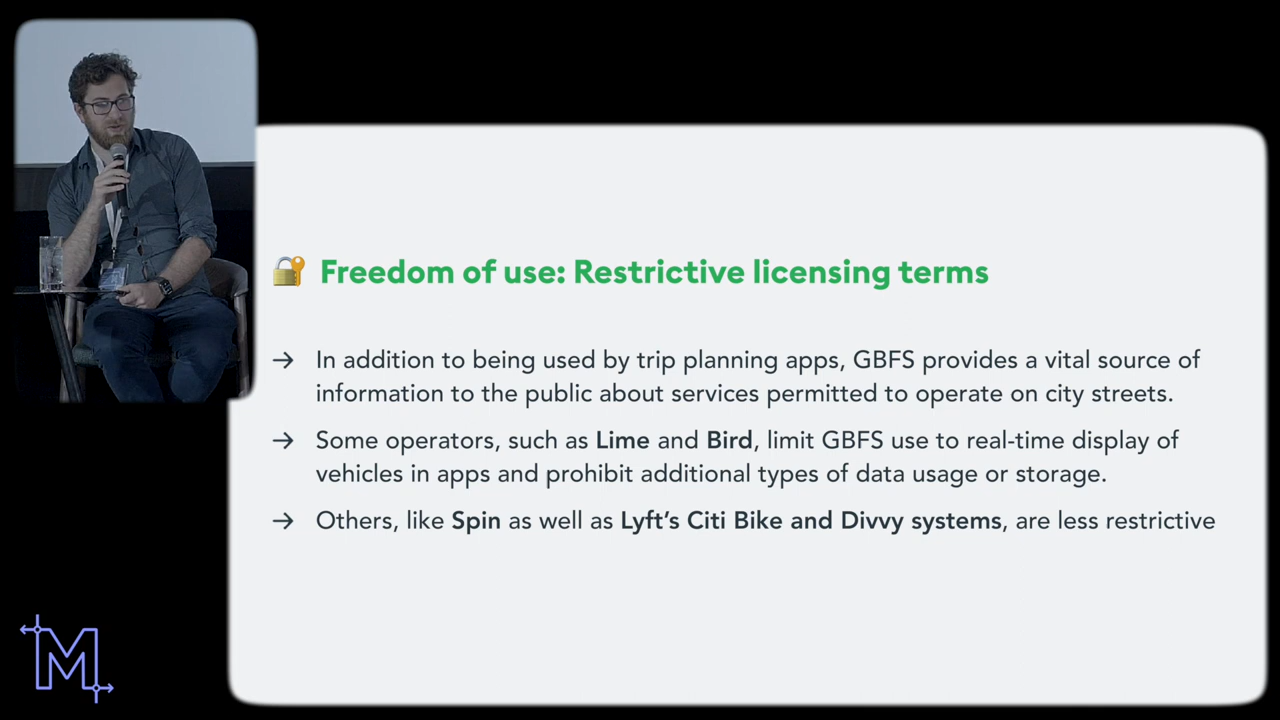 Freedom of use: Restrictive licensing terms
→ In addition to being used by trip planning apps, GBFS provides a vital source of
information to the public about services permitted to operate on city streets.
→ Some operators, such as Lime and Bird, limit GBFS use to real-time display of
vehicles in apps and prohibit additional types of data usage or storage.
→ Others, like Spin as well as Lyft’s Citi Bike and Divvy systems, are less restrictive
M